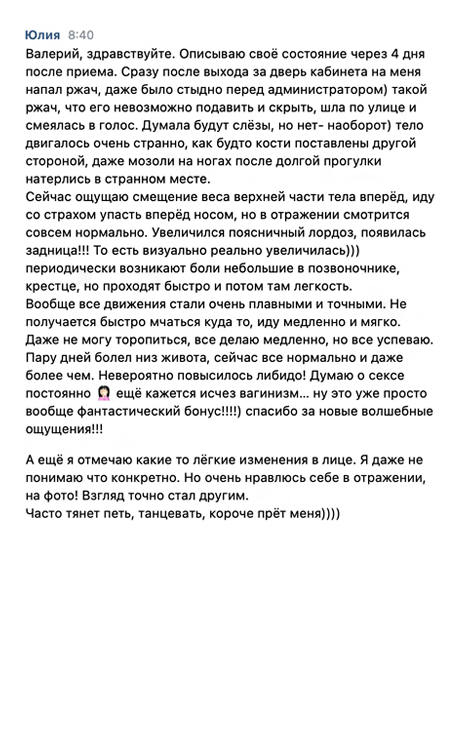 Юлия 8:40
Валерий, здравствуйте. Описываю своё состояние через 4 дня
после приема. Сразу после выхода за дверь кабинета на меня
напал ржач, даже было стыдно перед администратором) такой
ржач, что его невозможно подавить и скрыть, шла по улице и
смеялась в голос. Думала будут слёзы, но нет- наоборот) тело
двигалось очень странно, как будто кости поставлены другой
стороной, даже мозоли на ногах после долгой прогулки
натерлись в странном месте.
Сейчас ощущаю смещение веса верхней части тела вперёд, иду
со страхом упасть вперёд носом, но в отражении смотрится
совсем нормально. Увеличился поясничный лордоз, появилась
задница!!! То есть визуально реально увеличилась)))
периодически возникают боли небольшие в позвоночнике,
крестце, но проходят быстро и потом там легкость.
Вообще все движения стали очень плавными и точными. Не
получается быстро мчаться куда то, иду медленно и мягко.
Даже не могу торопиться, все делаю медленно, но все успеваю.
Пару дней болел низ живота, сейчас все нормально и даже
более чем. Невероятно повысилось либидо! Думаю о сексе
постоянно 💆🏻‍♀️ ещё кажется исчез вагинизм... ну это уже просто
вообще фантастический бонус!!!!) спасибо за новые волшебные
ощущения!!!
А ещё я отмечаю какие то лёгкие изменения в лице. Я даже не
понимаю что конкретно. Но очень нравлюсь себе в отражении,
на фото! Взгляд точно стал другим.
Часто тянет петь, танцевать, короче прёт меня))))